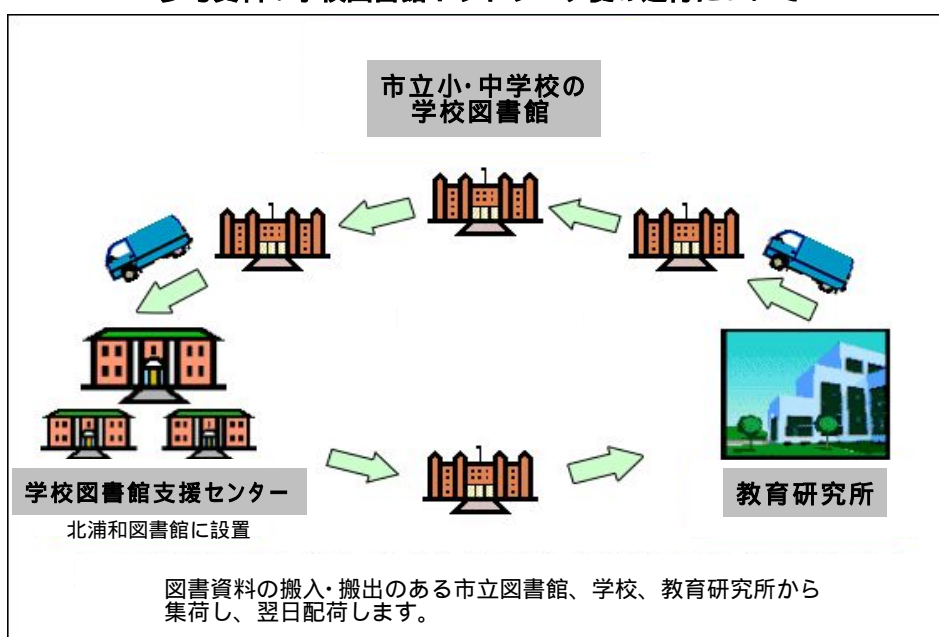 市立小・中学校の
学校図書館
学校図書館支援センター
北浦和図書館に設置
教育研究所
図書資料の搬入・搬出のある市立図書館、学校、教育研究所から
集荷し、翌日配荷します。